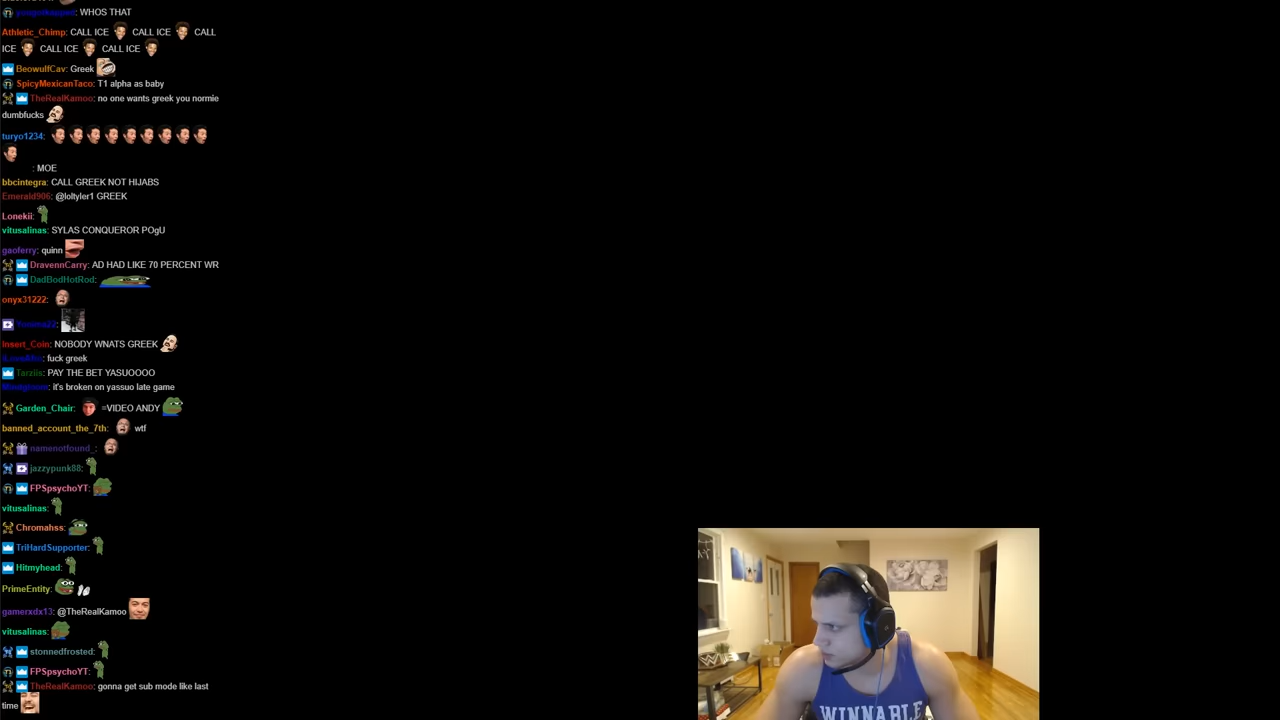 : WHOS THAT
Athletic_Chimp: CALL ICE CALL ICE CALL
ICE CALL ICE CALL ICE
BeowulfCav: Greek
SpicyMexicanTaco: T1 alpha as baby
TheRealKamoo: no one wants greek you normie
dumbfucks
turyo1234:
: MOE
bbcintegra: CALL GREEK NOT HIJABS
Emerald906: @loltyler1 GREEK
Lonekii:
vitusalinas: SYLAS CONQUEROR POgU
gaoferry: quinn
DravennCarry: AD HAD LIKE 70 PERCENT WR
DadBodHotRod:
onyx31222:
Insert_Coin: NOBODY WNATS GREEK
: fuck greek
Tarziis: PAY THE BET YASUOOOO
: it's broken on yassuo late game
Garden_Chair: =VIDEO ANDY
banned_account_the_7th: wtf
namenotfound_:
jazzypunk88:
FPSpsychoYT:
vitusalinas:
Chromahss:
TriHardSupporter:
Hitmyhead:
PrimeEntity:
gamerxdx13: @TheRealKamoo
vitusalinas:
stonnedfrosted:
FPSpsychoYT:
TheRealKamoo: gonna get sub mode like last
time
WINNABLE